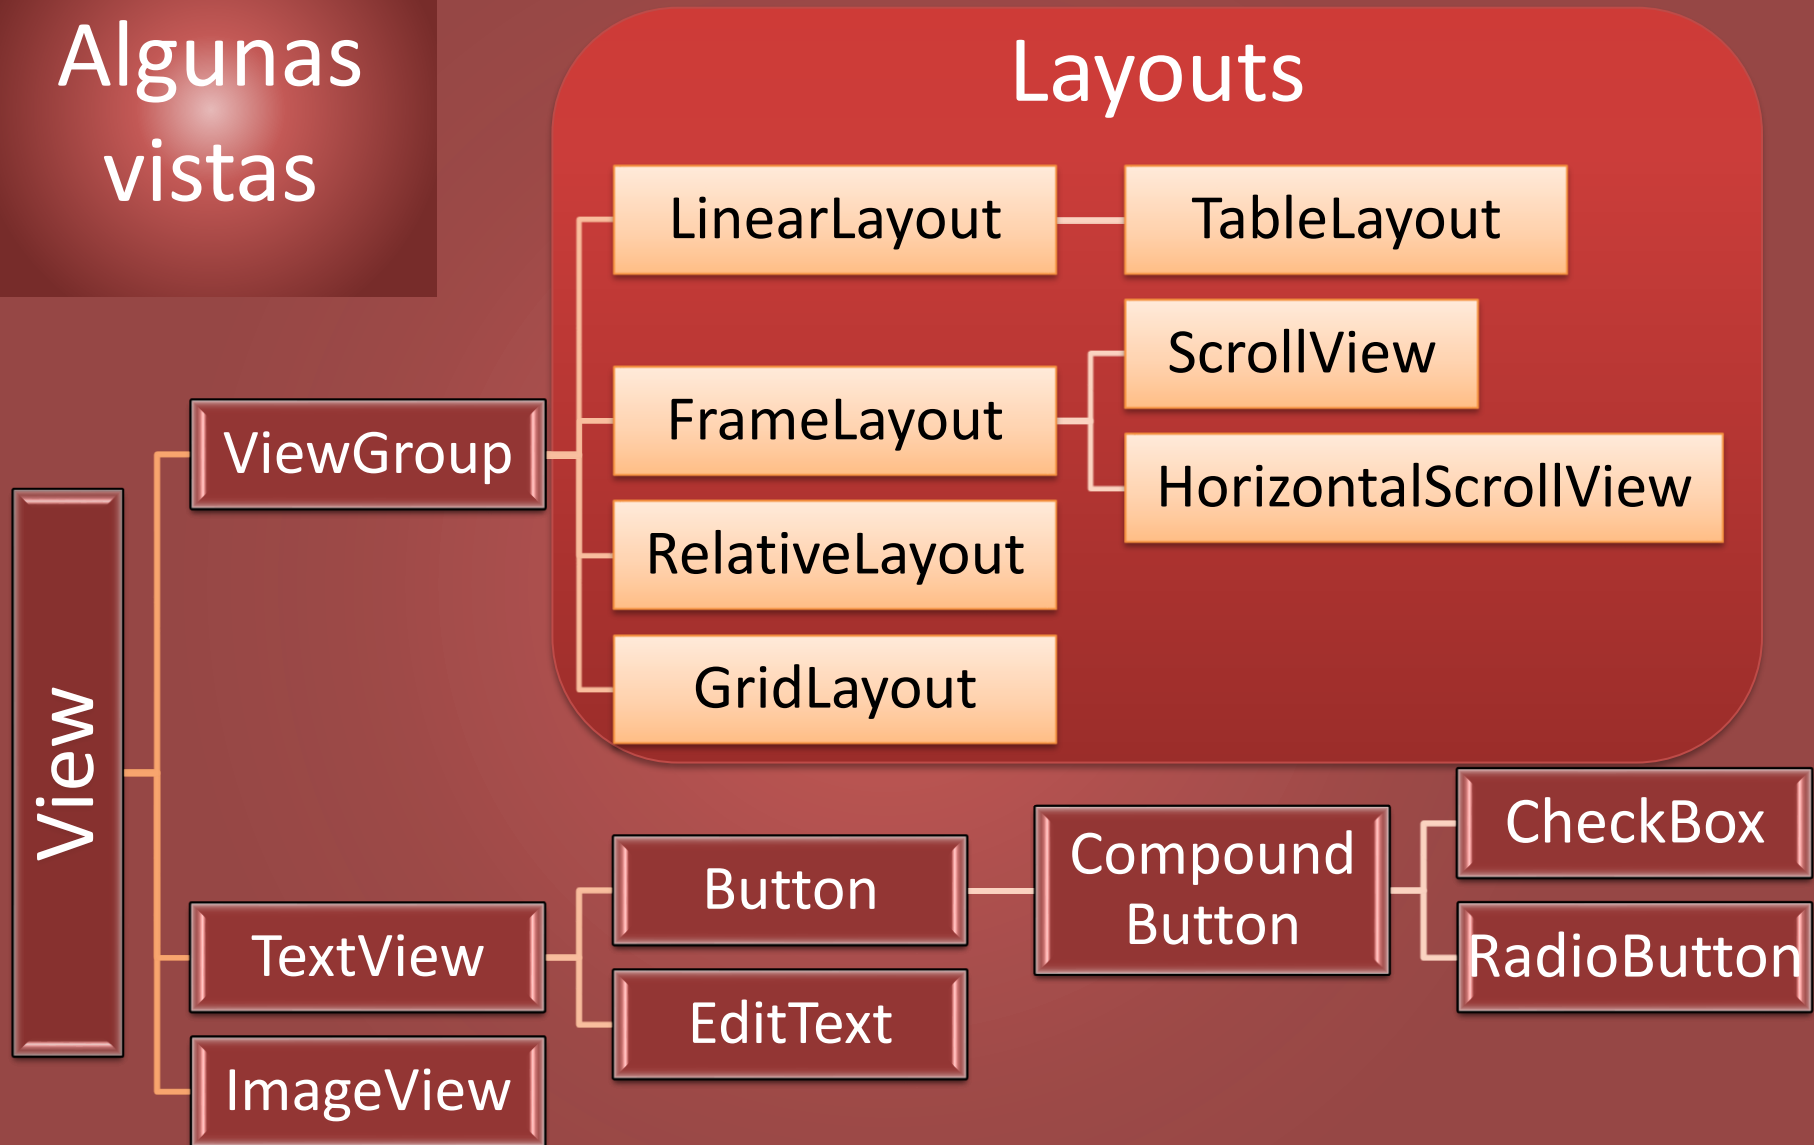 Algunas
vistas
Layouts
LinearLayout
TableLayout
ScrollView
FrameLayout
HorizontalScrollView
ViewGroup
RelativeLayout
GridLayout
View
CheckBox
Compound
Button
Button
TextView
RadioButton
EditText
ImageView